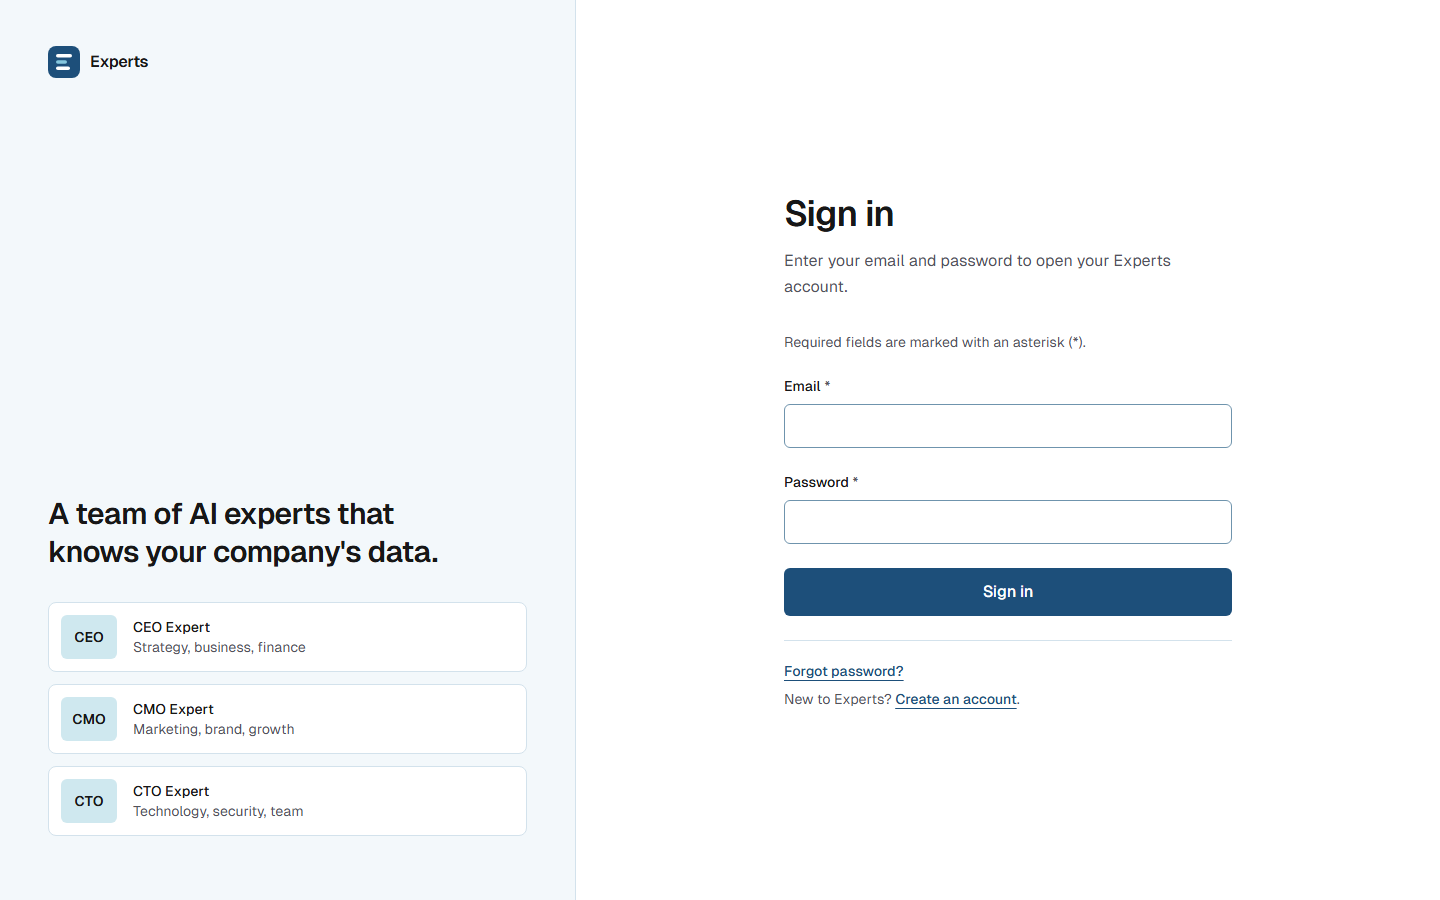 Experts
A team of AI experts that
knows your company's data.
CEO
CEO Expert
Strategy, business, finance
CMO
CMO Expert
Marketing, brand, growth
CTO
CTO Expert
Technology, security, team
Sign in
Enter your email and password to open your Experts
account.
Required fields are marked with an asterisk (*).
Email *
Password *
Sign in
Forgot password?
New to Experts? Create an account.